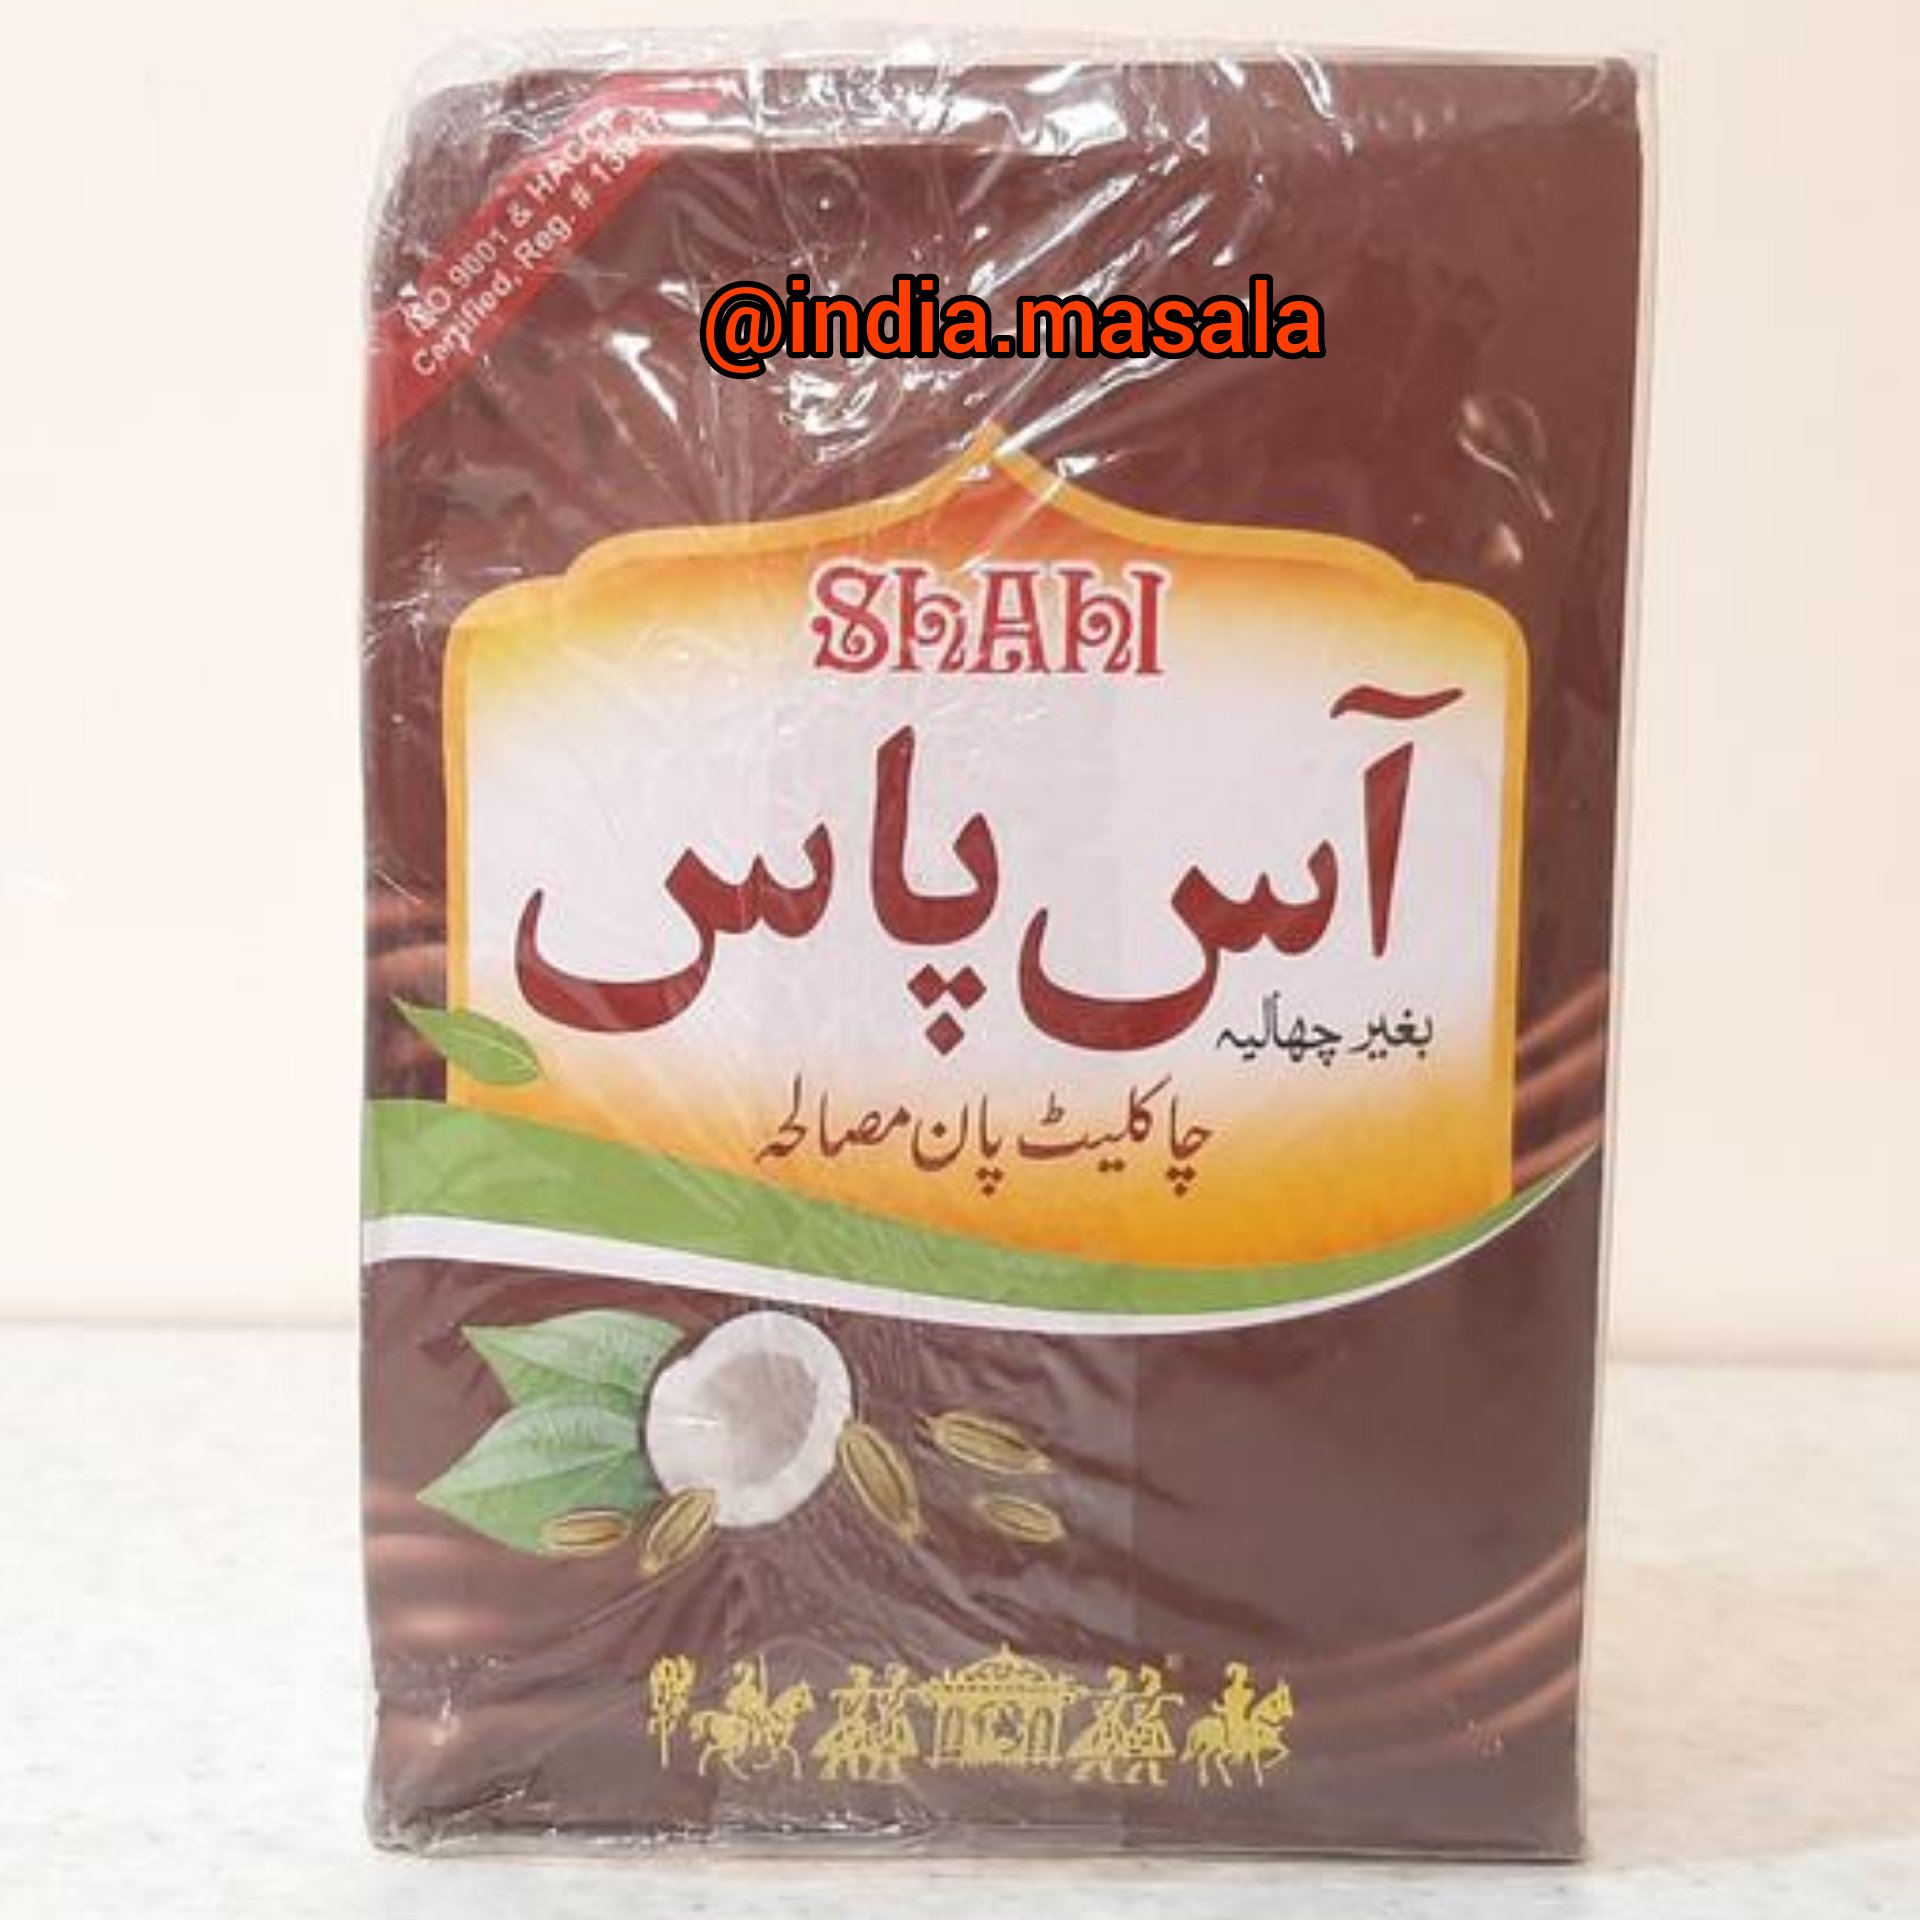 ISO 9001 & HACCP
Certified, Reg. #
@india.masala
SHAHI
آس پاس
بغیر چھالیہ
چاکلیٹ پان مصالحہ